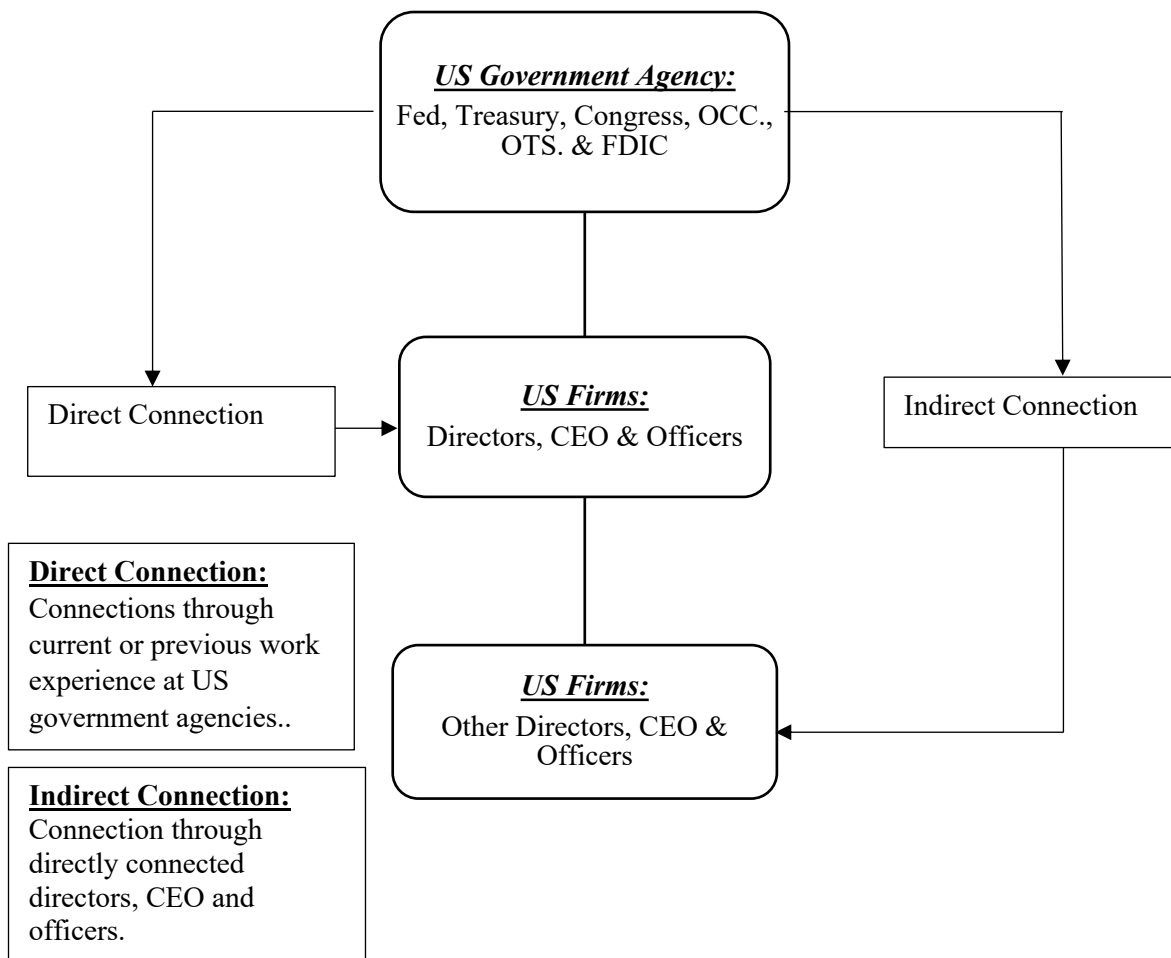 US Government Agency:
Fed, Treasury, Congress, OCC.,
OTS. & FDIC
Direct Connection
US Firms:
Directors, CEO & Officers
Indirect Connection
Direct Connection:
Connections through
current or previous work
experience at US
government agencies..
US Firms:
Other Directors, CEO &
Officers
Indirect Connection:
Connection through
directly connected
directors, CEO and
officers.